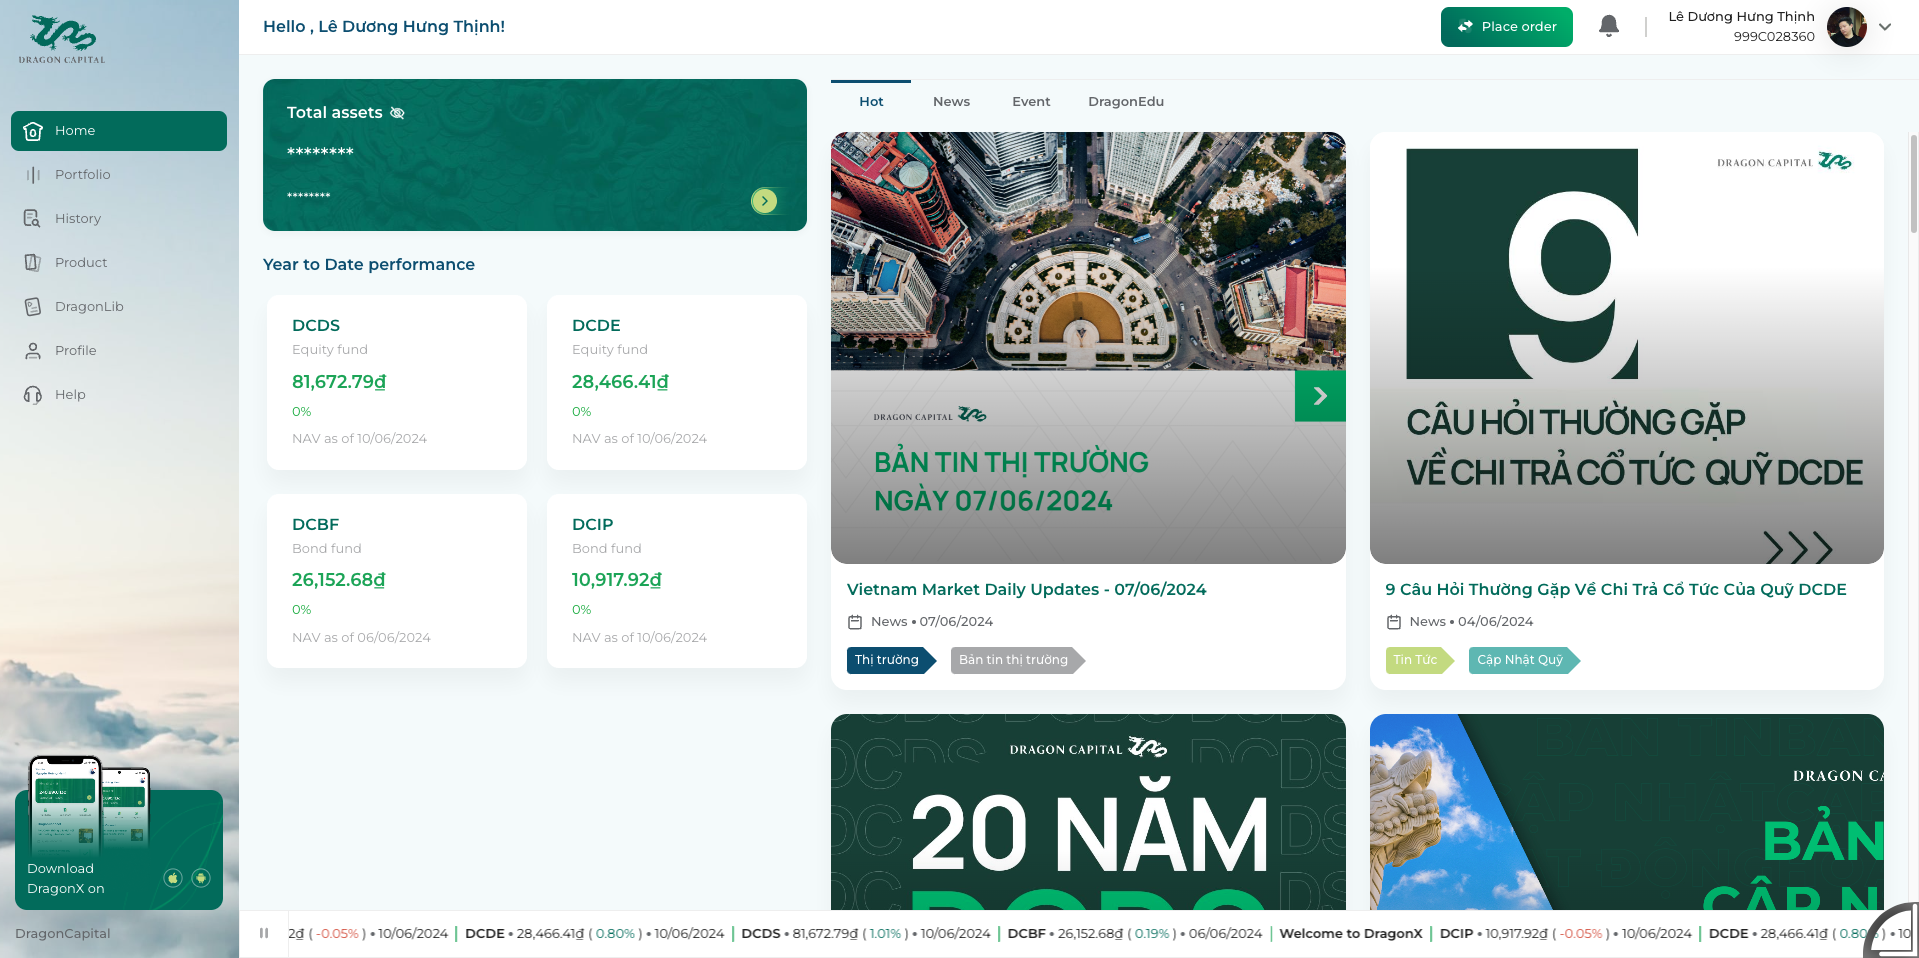 DRAGON CAPITAL
Home
Portfolio
History
Product
DragonLib
Profile
Help
Download
DragonX on
DragonCapital
Hello , Lê Dương Hưng Thịnh!
Place order
Lê Dương Hưng Thịnh
999C028360
Total assets
********
********
Year to Date performance
DCDS
Equity fund
81,672.79₫
0%
NAV as of 10/06/2024
DCDE
Equity fund
28,466.41₫
0%
NAV as of 10/06/2024
DCBF
Bond fund
26,152.68₫
0%
NAV as of 06/06/2024
DCIP
Bond fund
10,917.92₫
0%
NAV as of 10/06/2024
Hot
News
Event
DragonEdu
DRAGON CAPITAL
BẢN TIN THỊ TRƯỜNG
NGÀY 07/06/2024
Vietnam Market Daily Updates - 07/06/2024
News • 07/06/2024
Thị trường
Bản tin thị trường
DRAGON CAPITAL
9
CÂU HỎI THƯỜNG GẶP
VỀ CHI TRẢ CỔ TỨC QUỸ DCDE
9 Câu Hỏi Thường Gặp Về Chi Trả Cổ Tức Của Quỹ DCDE
News • 04/06/2024
Tin Tức
Cập Nhật Quỹ
DRAGON CAPITAL
20 NĂM
DCDS
DRAGON CA
BẢN
CẬP N
2₫ ( -0.05% ) • 10/06/2024 | DCDE • 28,466.41₫ ( 0.80% ) • 10/06/2024 | DCDS • 81,672.79₫ ( 1.01% ) • 10/06/2024 | DCBF • 26,152.68₫ ( 0.19% ) • 06/06/2024 | Welcome to DragonX | DCIP • 10,917.92₫ ( -0.05% ) • 10/06/2024 | DCDE • 28,466.41₫ ( 0.80% ) • 10